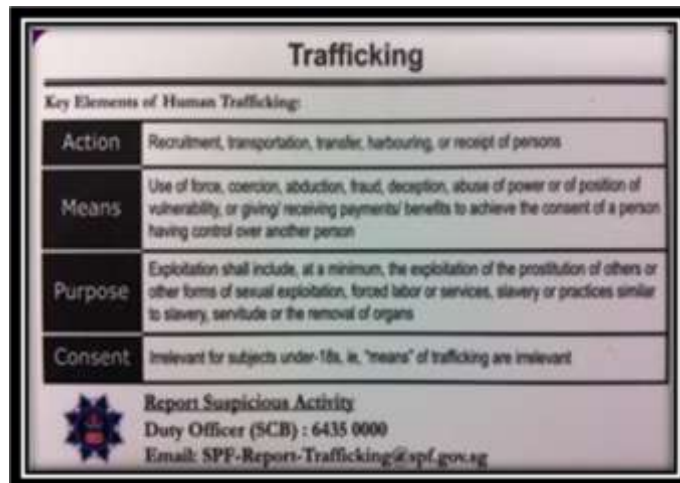 Trafficking
Key Elements of Human Trafficking:
Action
Recruitment, transportation, transfer, harbouring, or receipt of persons
Means
Use of force, coercion, abduction, fraud, deception, abuse of power or of position of
vulnerability, or giving/ receiving payments/ benefits to achieve the consent of a person
having control over another person
Purpose
Exploitation shall include, at a minimum, the exploitation of the prostitution of others or
other forms of sexual exploitation, forced labor or services, slavery or practices similar
to slavery, servitude or the removal of organs
Consent
Irrelevant for subjects under-18s, ie, "means" of trafficking are irrelevant
Report Suspicious Activity
Duty Officer (SCB) : 6435 0000
Email: SPF-Report-Trafficking@spf.gov.sg